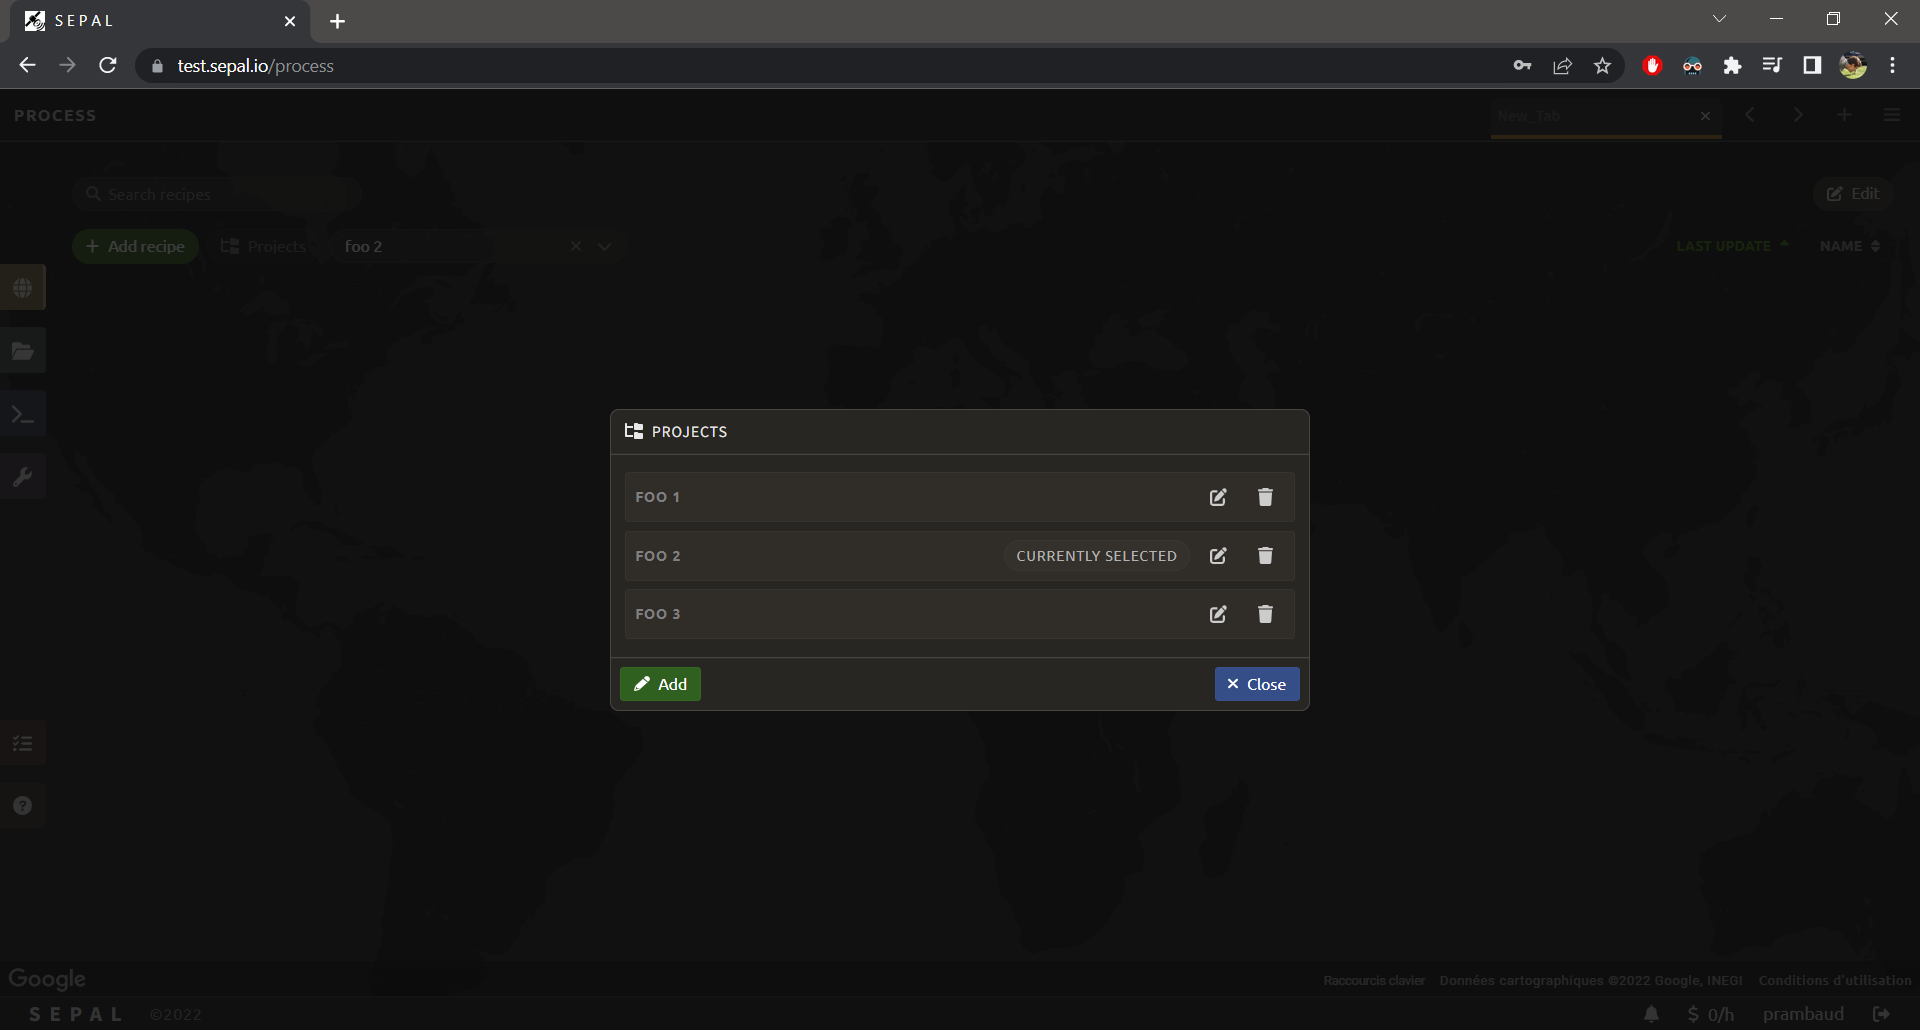 SEPAL
test.sepal.io/process
PROCESS
New_Tab
Search recipes
Edit
Add recipe
Projects
foo 2
LAST UPDATE
NAME
PROJECTS
FOO 1
FOO 2
CURRENTLY SELECTED
FOO 3
Add
Close
Google
Raccourcis clavier
Données cartographiques ©2022 Google, INEGI
Conditions d'utilisation
SEPAL
©2022
$ 0/h
prambaud